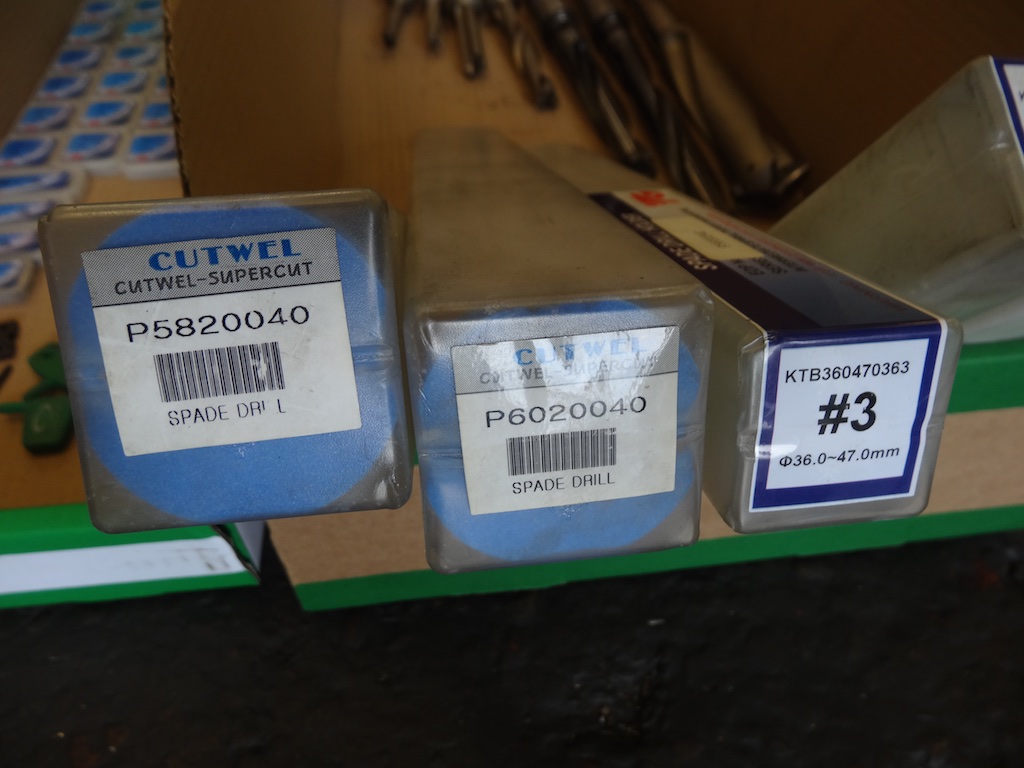 CUTWEL
CUTWEL-SUPERCUT
P5820040
SPADE DRILL
CUTWEL
CUTWEL-SUPERCUT
P6020040
SPADE DRILL
KTB360470363
#3
Φ36.0~47.0mm